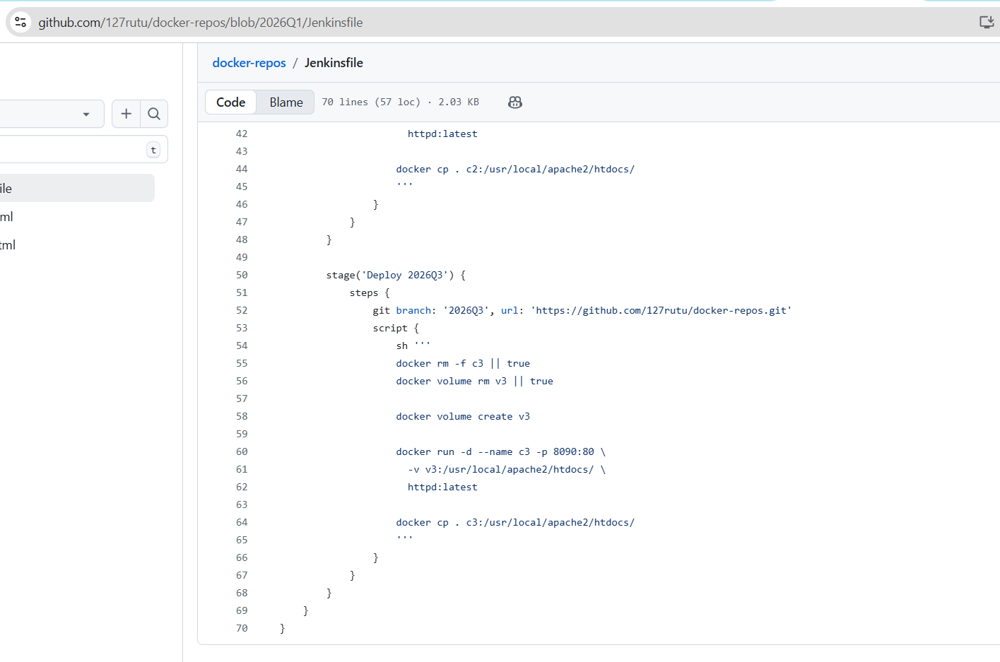 github.com/127rutu/docker-repos/blob/2026Q1/Jenkinsfile
docker-repos / Jenkinsfile
Code Blame 70 lines (57 loc) · 2.03 KB
t
ile
ml
tml
42 httpd:latest
43
44 docker cp . c2:/usr/local/apache2/htdocs/
45 '''
46 }
47 }
48 }
49
50 stage('Deploy 2026Q3') {
51 steps {
52 git branch: '2026Q3', url: 'https://github.com/127rutu/docker-repos.git'
53 script {
54 sh '''
55 docker rm -f c3 || true
56 docker volume rm v3 || true
57
58 docker volume create v3
59
60 docker run -d --name c3 -p 8090:80 \
61 -v v3:/usr/local/apache2/htdocs/ \
62 httpd:latest
63
64 docker cp . c3:/usr/local/apache2/htdocs/
65 '''
66 }
67 }
68 }
69 }
70 }